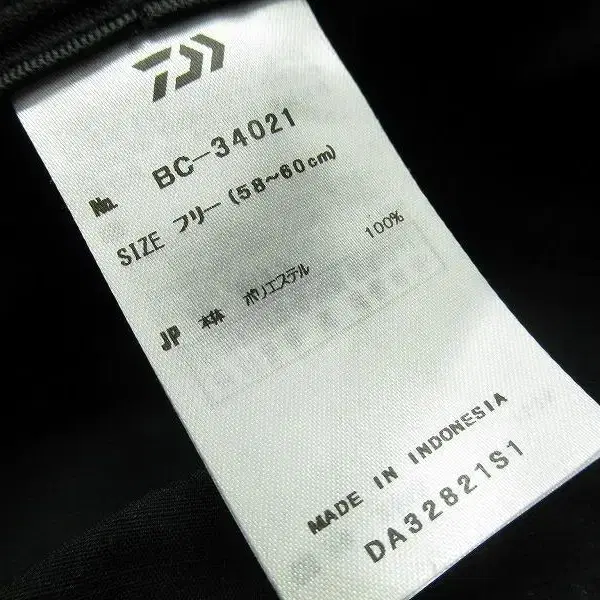 No. BC-34021
SIZE フリー (58~60cm)
JP 本体 ポリエステル 100%
MADE IN INDONESIA
DA32821S1